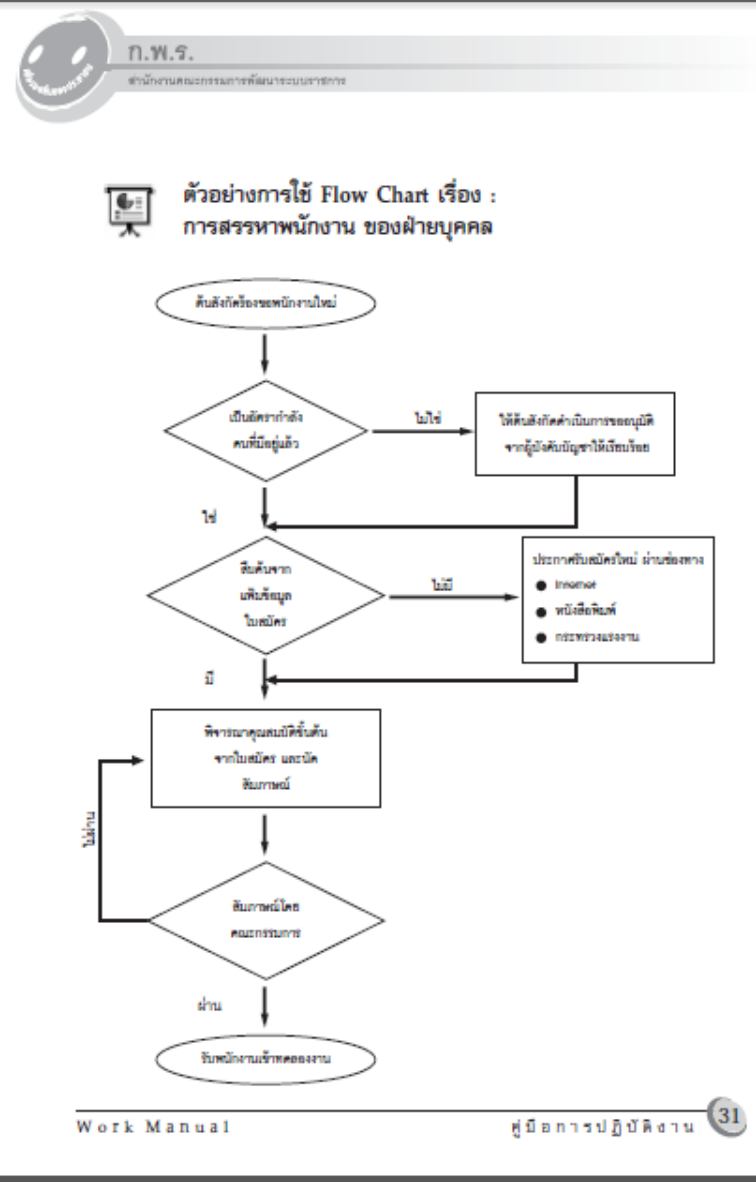 ก.พ.ร.
สำนักงานคณะกรรมการพัฒนาระบบราชการ
ตัวอย่างการใช้ Flow Chart เรื่อง :
การสรรหาพนักงาน ของฝ่ายบุคคล
ต้นสังกัดร้องขอพนักงานใหม่
เป็นอัตรากำลัง
คนที่มีอยู่แล้ว
ไม่ใช่
ให้ต้นสังกัดดำเนินการขออนุมัติ
จากผู้บังคับบัญชาให้เรียบร้อย
ใช่
สืบค้นจาก
แฟ้มข้อมูล
ใบสมัคร
ไม่มี
ประกาศรับสมัครใหม่ ผ่านช่องทาง
● Internet
● หนังสือพิมพ์
● กระทรวงแรงงาน
มี
พิจารณาคุณสมบัติขั้นต้น
จากใบสมัคร และนัด
สัมภาษณ์
ไม่ผ่าน
สัมภาษณ์โดย
คณะกรรมการ
ผ่าน
รับพนักงานเข้าทดลองงาน
Work Manual
คู่มือการปฏิบัติงาน
31